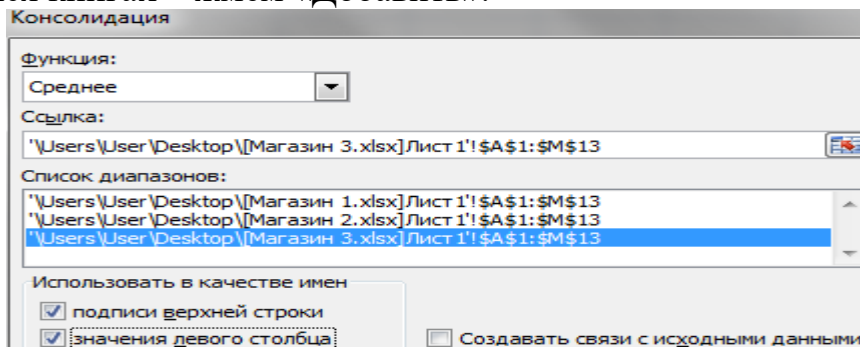 Консолидация
Функция:
Среднее
Ссылка:
'\Users\User\Desktop\[Магазин 3.xlsx]Лист1'!$A$1:$M$13
Список диапазонов:
'\Users\User\Desktop\[Магазин 1.xlsx]Лист1'!$A$1:$M$13
'\Users\User\Desktop\[Магазин 2.xlsx]Лист1'!$A$1:$M$13
'\Users\User\Desktop\[Магазин 3.xlsx]Лист1'!$A$1:$M$13
Использовать в качестве имен
подписи верхней строки
значения левого столбца Создавать связи с исходными данными